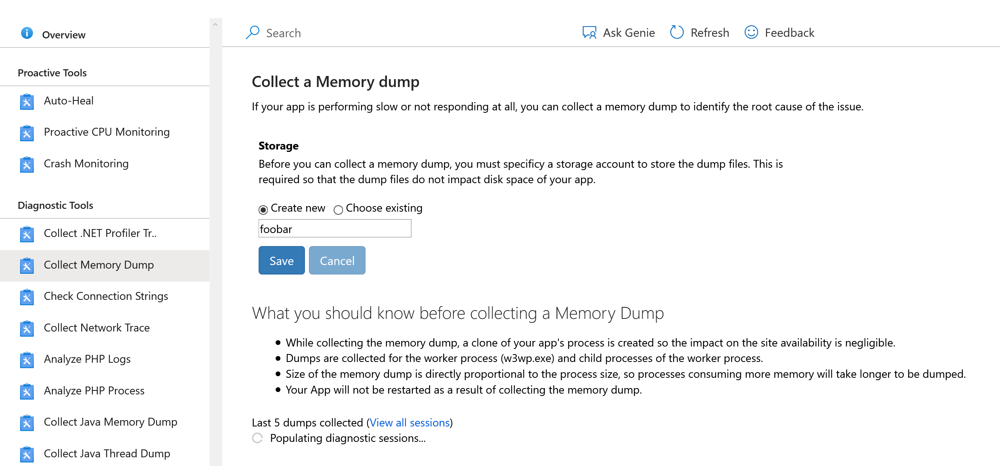 Overview
Proactive Tools
Auto-Heal
Proactive CPU Monitoring
Crash Monitoring
Diagnostic Tools
Collect .NET Profiler Tr..
Collect Memory Dump
Check Connection Strings
Collect Network Trace
Analyze PHP Logs
Analyze PHP Process
Collect Java Memory Dump
Collect Java Thread Dump
Search
Ask Genie
Refresh
Feedback
Collect a Memory dump
If your app is performing slow or not responding at all, you can collect a memory dump to identify the root cause of the issue.
Storage
Before you can collect a memory dump, you must specificy a storage account to store the dump files. This is
required so that the dump files do not impact disk space of your app.
Create new
Choose existing
foobar
Save
Cancel
What you should know before collecting a Memory Dump
While collecting the memory dump, a clone of your app's process is created so the impact on the site availability is negligible.
Dumps are collected for the worker process (w3wp.exe) and child processes of the worker process.
Size of the memory dump is directly proportional to the process size, so processes consuming more memory will take longer to be dumped.
Your App will not be restarted as a result of collecting the memory dump.
Last 5 dumps collected (View all sessions)
Populating diagnostic sessions...